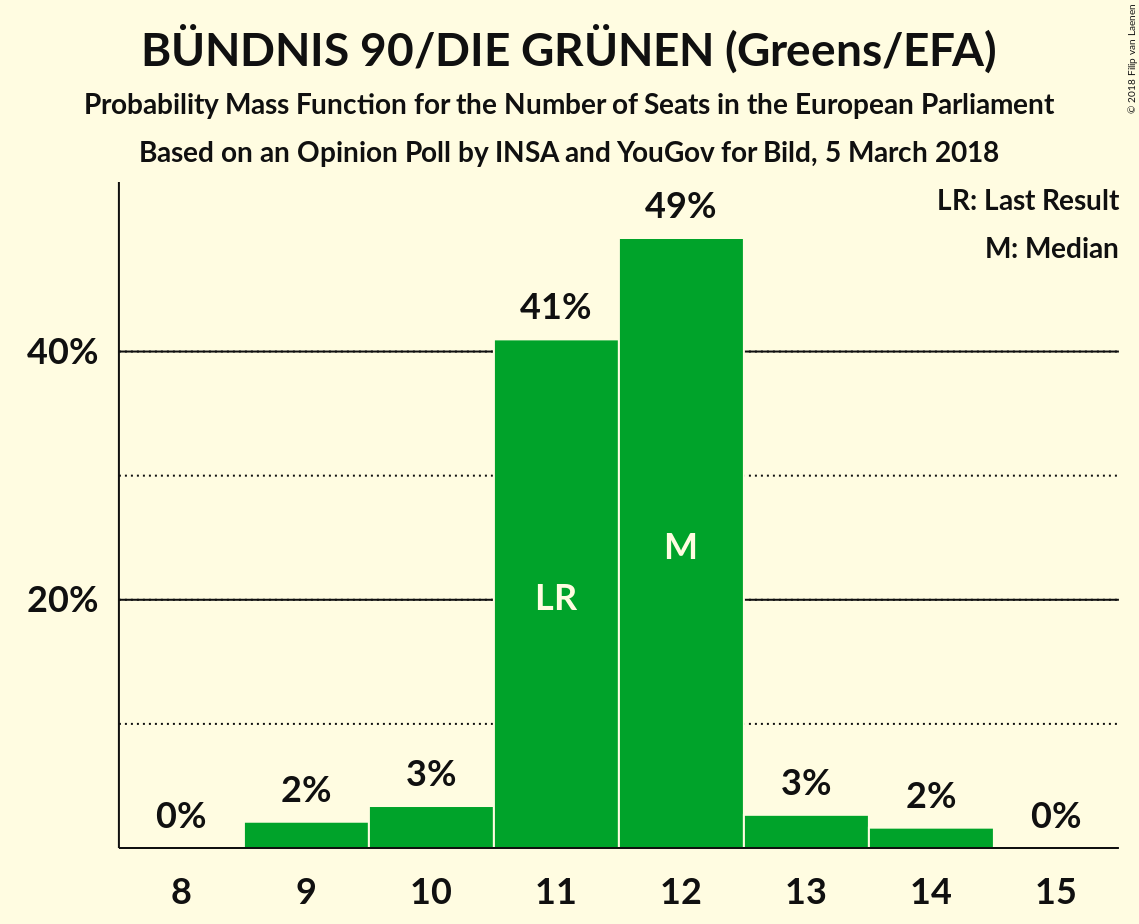 BÜNDNIS 90/DIE GRÜNEN (Greens/EFA)
Probability Mass Function for the Number of Seats in the European Parliament
Based on an Opinion Poll by INSA and YouGov for Bild, 5 March 2018
© 2018 Filip van Laenen
LR: Last Result
M: Median
40%
20%
0%
2%
3%
41%
49%
3%
2%
0%
LR
M
8
9
10
11
12
13
14
15